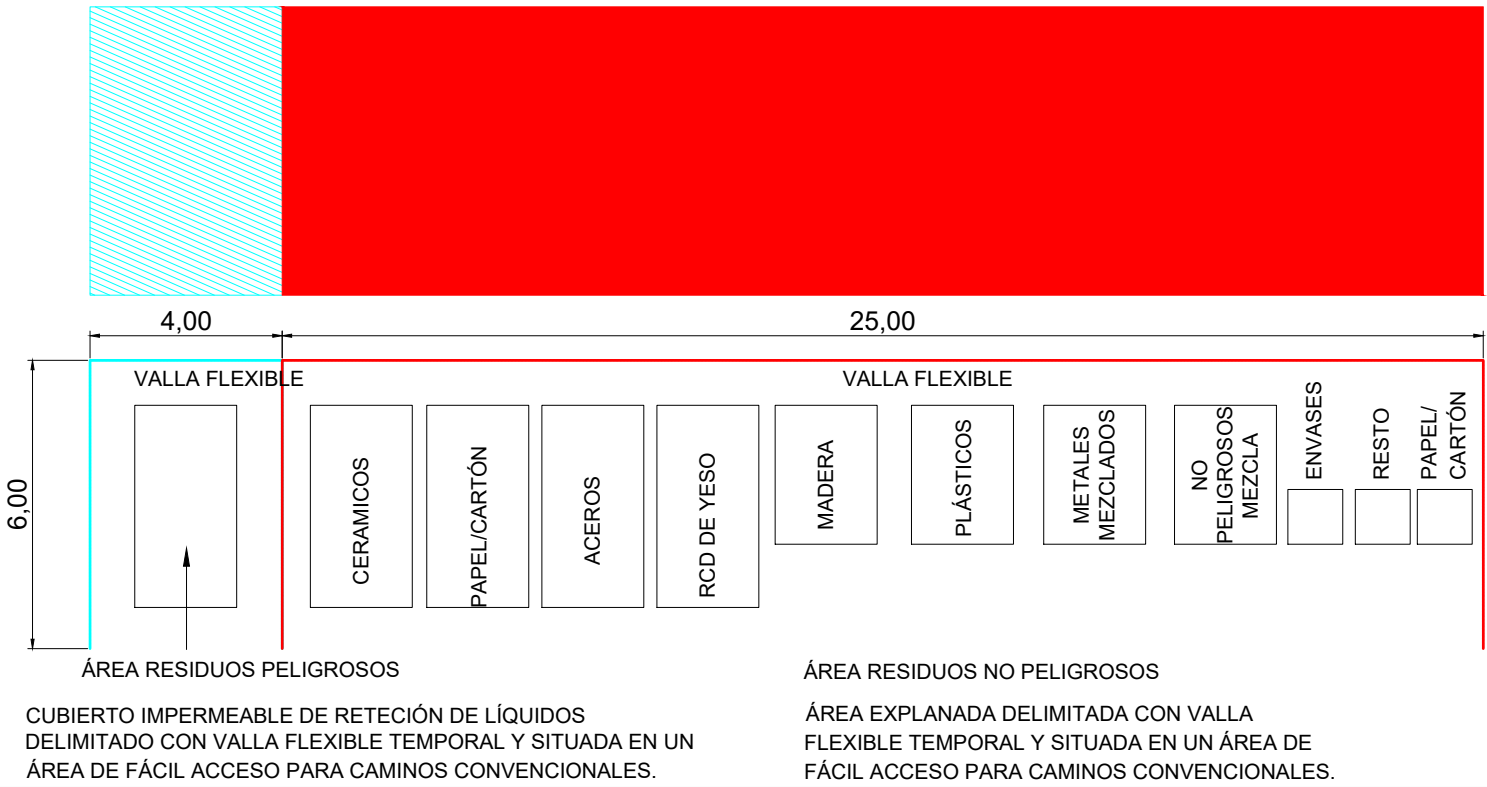 4,00
25,00
VALLA FLEXIBLE
VALLA FLEXIBLE
6,00
CERAMICOS
PAPEL/CARTÓN
ACEROS
RCD DE YESO
MADERA
PLÁSTICOS
METALES
MEZCLADOS
NO
PELIGROSOS
MEZCLA
ENVASES
RESTO
PAPEL/
CARTÓN
ÁREA RESIDUOS PELIGROSOS
CUBIERTO IMPERMEABLE DE RETECIÓN DE LÍQUIDOS
DELIMITADO CON VALLA FLEXIBLE TEMPORAL Y SITUADA EN UN
ÁREA DE FÁCIL ACCESO PARA CAMINOS CONVENCIONALES.
ÁREA RESIDUOS NO PELIGROSOS
ÁREA EXPLANADA DELIMITADA CON VALLA
FLEXIBLE TEMPORAL Y SITUADA EN UN ÁREA DE
FÁCIL ACCESO PARA CAMINOS CONVENCIONALES.